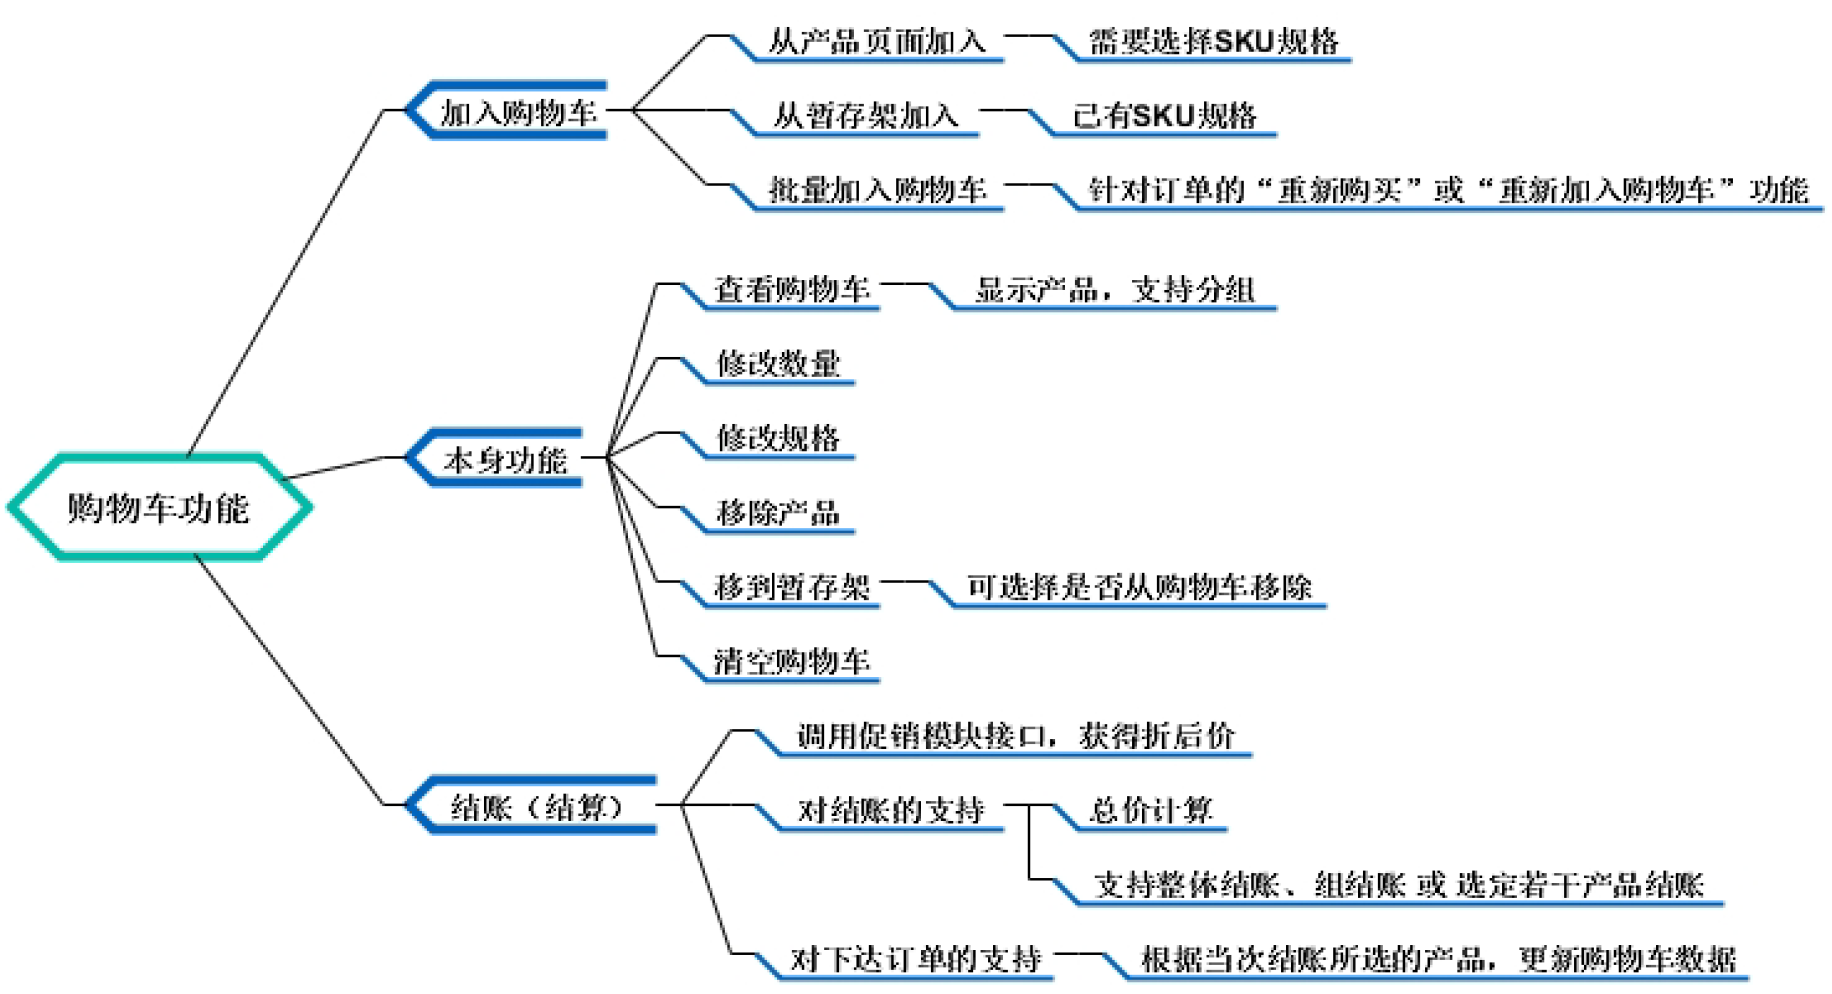 购物车功能
加入购物车
从产品页面加入
需要选择SKU规格
从暂存架加入
已有SKU规格
批量加入购物车
针对订单的“重新购买”或“重新加入购物车”功能
本身功能
查看购物车
显示产品，支持分组
修改数量
修改规格
移除产品
移到暂存架
可选择是否从购物车移除
清空购物车
结账（结算）
调用促销模块接口，获得折后价
对结账的支持
总价计算
支持整体结账、组结账 或 选定若干产品结账
对下达订单的支持
根据当次结账所选的产品，更新购物车数据